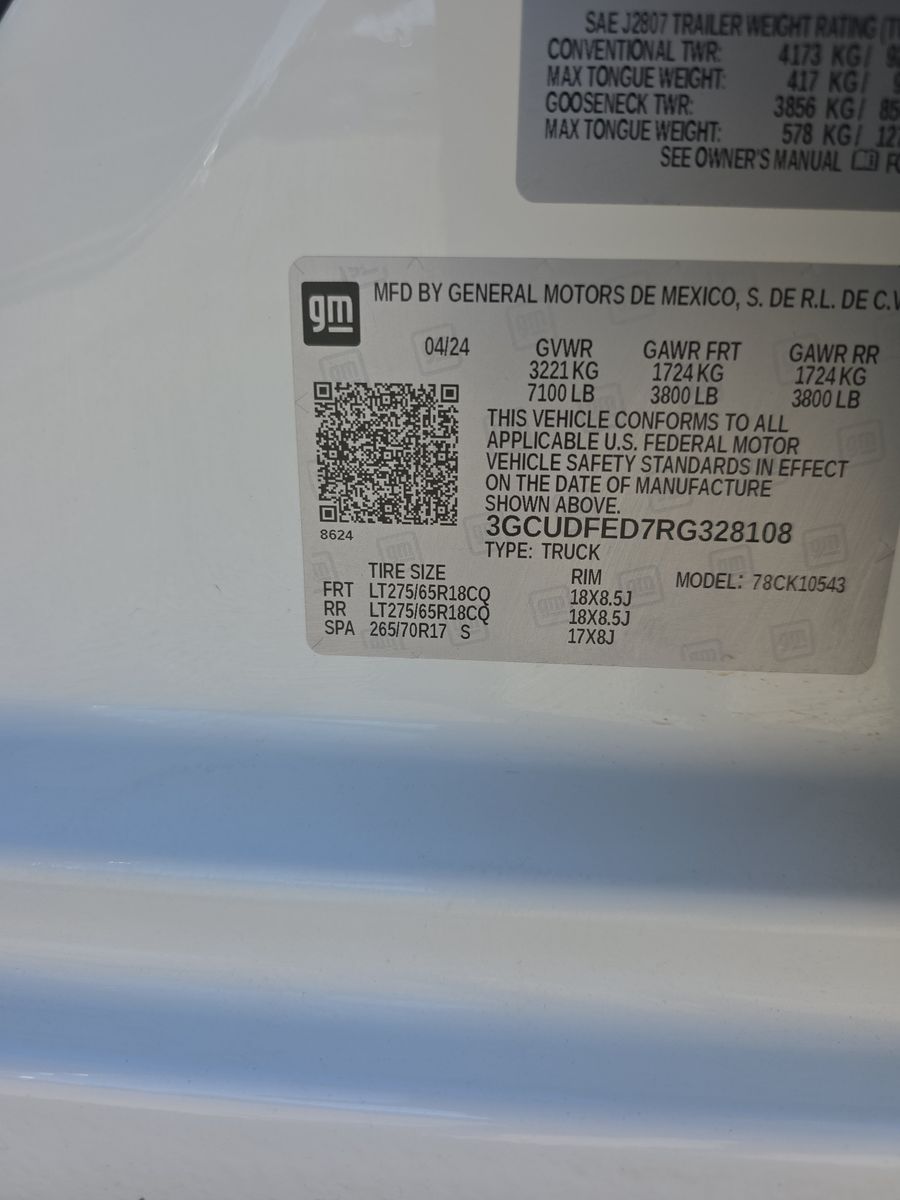 SAE J2807 TRAILER WEIGHT RATING
CONVENTIONAL TWR: 4173 KG/
MAX TONGUE WEIGHT: 417 KG/
GOOSENECK TWR: 3856 KG/
MAX TONGUE WEIGHT: 578 KG/
SEE OWNER'S MANUAL
gm
MFD BY GENERAL MOTORS DE MEXICO, S. DE R.L. DE C.V
04/24 GVWR GAWR FRT GAWR RR
3221 KG 1724 KG 1724 KG
7100 LB 3800 LB 3800 LB
THIS VEHICLE CONFORMS TO ALL
APPLICABLE U.S. FEDERAL MOTOR
VEHICLE SAFETY STANDARDS IN EFFECT
ON THE DATE OF MANUFACTURE
SHOWN ABOVE.
3GCUDFED7RG328108
8624
TYPE: TRUCK
TIRE SIZE RIM MODEL: 78CK10543
FRT LT275/65R18CQ 18X8.5J
RR LT275/65R18CQ 18X8.5J
SPA 265/70R17 S 17X8J